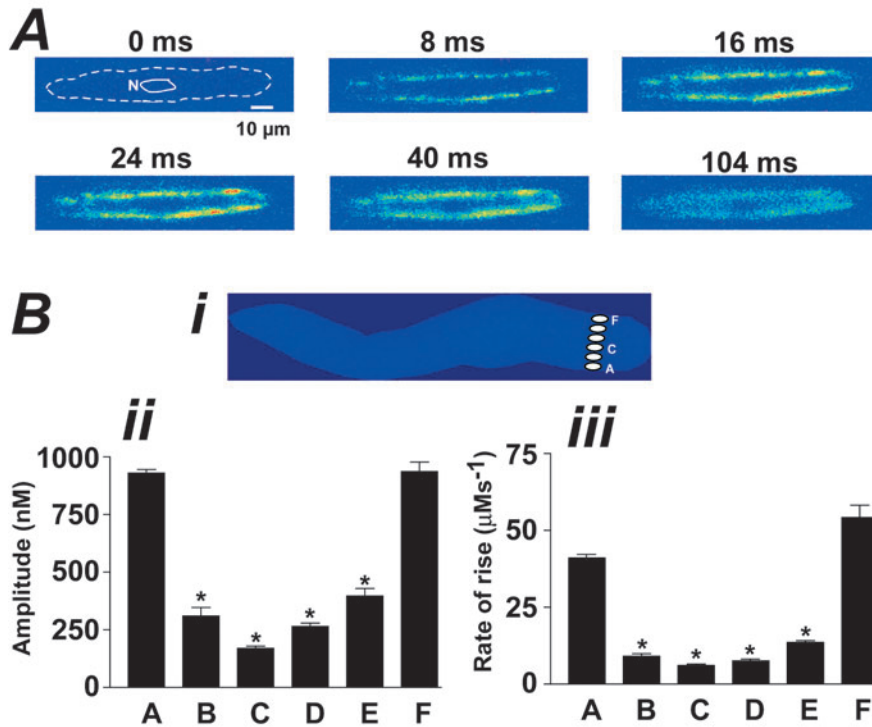 A
0 ms
8 ms
16 ms
N
10 µm
24 ms
40 ms
104 ms
B
i
F
C
A
ii
Amplitude (nM)
1000
750
500
250
0
*
*
*
*
A B C D E F
iii
Rate of rise (µMs-1)
75
50
25
0
*
*
*
*
A B C D E F